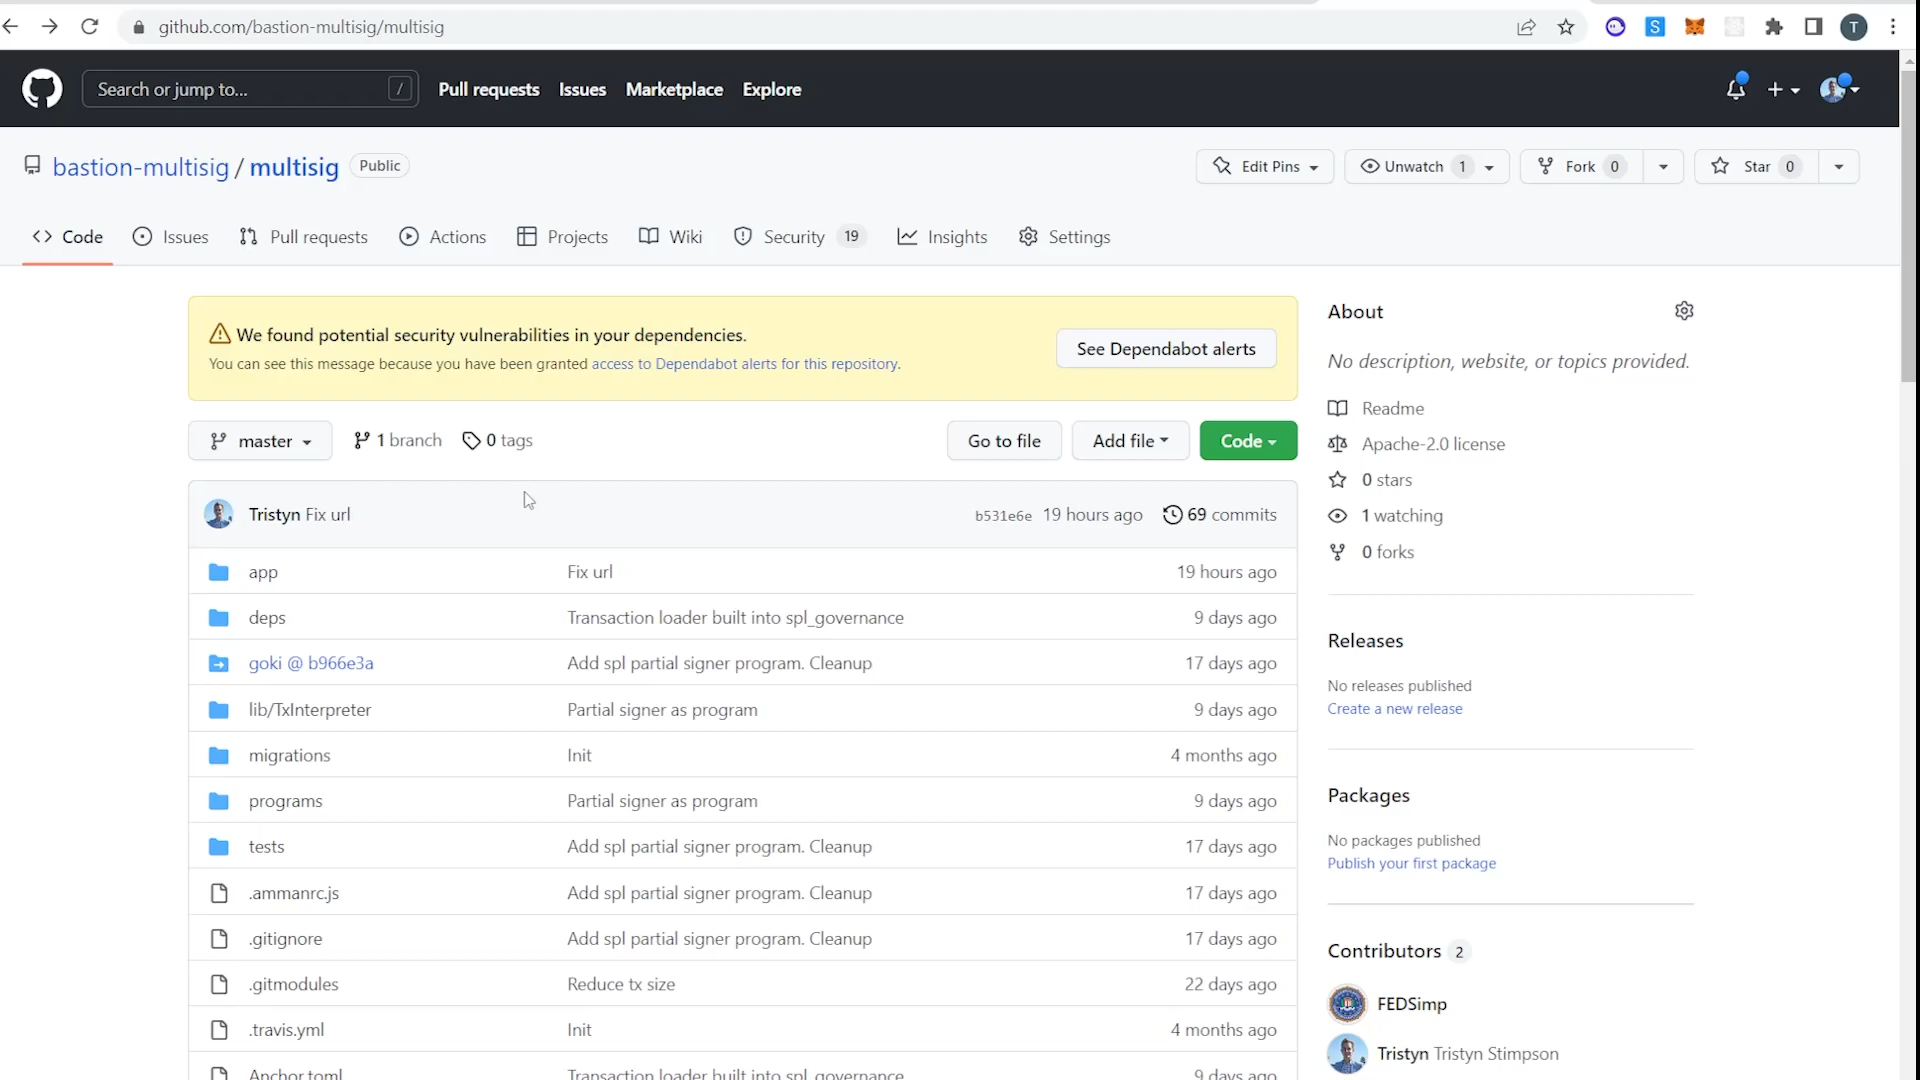 github.com/bastion-multisig/multisig
S
T
Search or jump to...
/
Pull requests
Issues
Marketplace
Explore
bastion-multisig / multisig
Public
Edit Pins
Unwatch 1
Fork 0
Star 0
Code
Issues
Pull requests
Actions
Projects
Wiki
Security 19
Insights
Settings
We found potential security vulnerabilities in your dependencies.
You can see this message because you have been granted access to Dependabot alerts for this repository.
See Dependabot alerts
master
1 branch
0 tags
Go to file
Add file
Code
Tristyn Fix url
b531e6e 19 hours ago
69 commits
app Fix url 19 hours ago
deps Transaction loader built into spl_governance 9 days ago
goki @ b966e3a Add spl partial signer program. Cleanup 17 days ago
lib/TxInterpreter Partial signer as program 9 days ago
migrations Init 4 months ago
programs Partial signer as program 9 days ago
tests Add spl partial signer program. Cleanup 17 days ago
.ammanrc.js Add spl partial signer program. Cleanup 17 days ago
.gitignore Add spl partial signer program. Cleanup 17 days ago
.gitmodules Reduce tx size 22 days ago
.travis.yml Init 4 months ago
Anchor.toml Transaction loader built into spl_governance 9 days ago
About
No description, website, or topics provided.
Readme
Apache-2.0 license
0 stars
1 watching
0 forks
Releases
No releases published
Create a new release
Packages
No packages published
Publish your first package
Contributors 2
FEDSimp
Tristyn Tristyn Stimpson